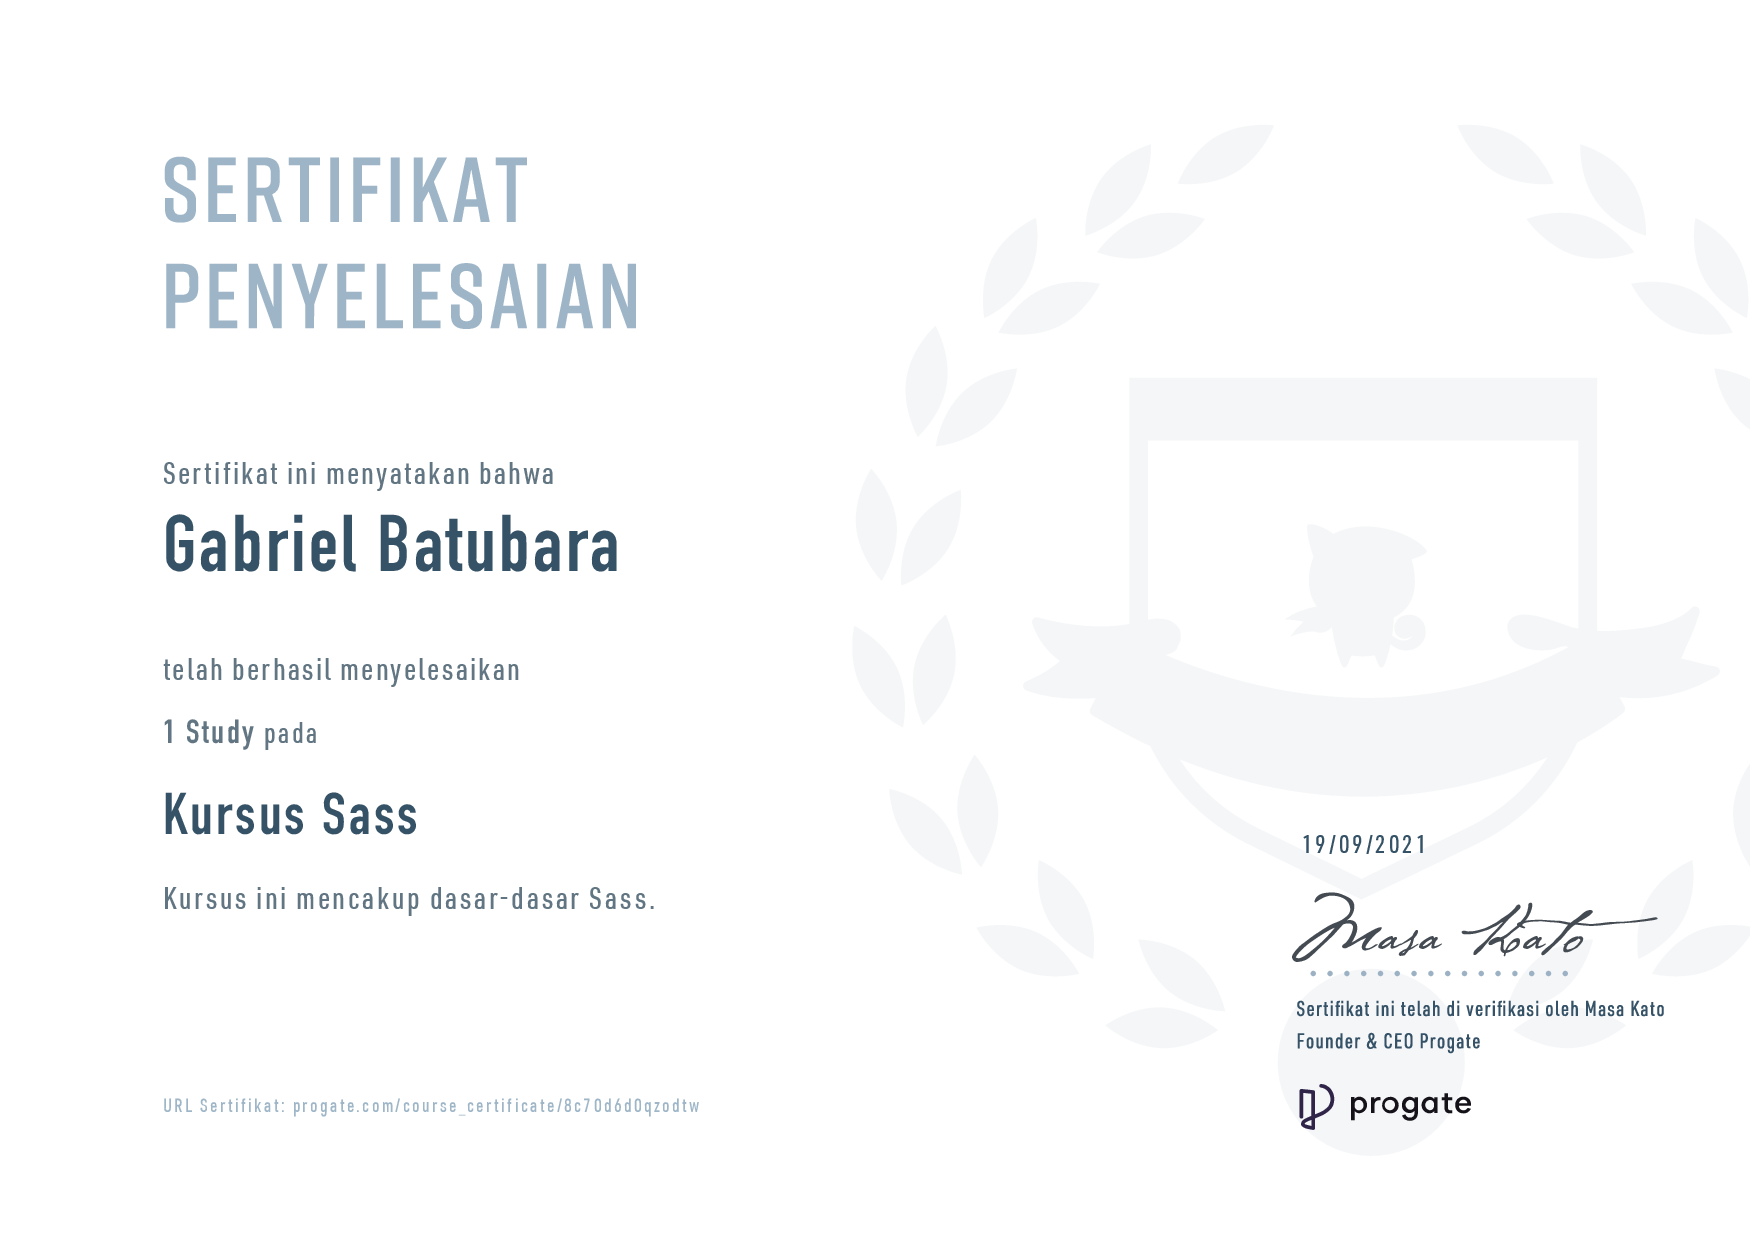 SERTIFIKAT
PENYELESAIAN
Sertifikat ini menyatakan bahwa
Gabriel Batubara
telah berhasil menyelesaikan
1 Study pada
Kursus Sass
Kursus ini mencakup dasar-dasar Sass.
19/09/2021
Masa Kato
Sertifikat ini telah di verifikasi oleh Masa Kato
Founder & CEO Progate
progate
URL Sertifikat: progate.com/course_certificate/8c70d6d0qzodtw